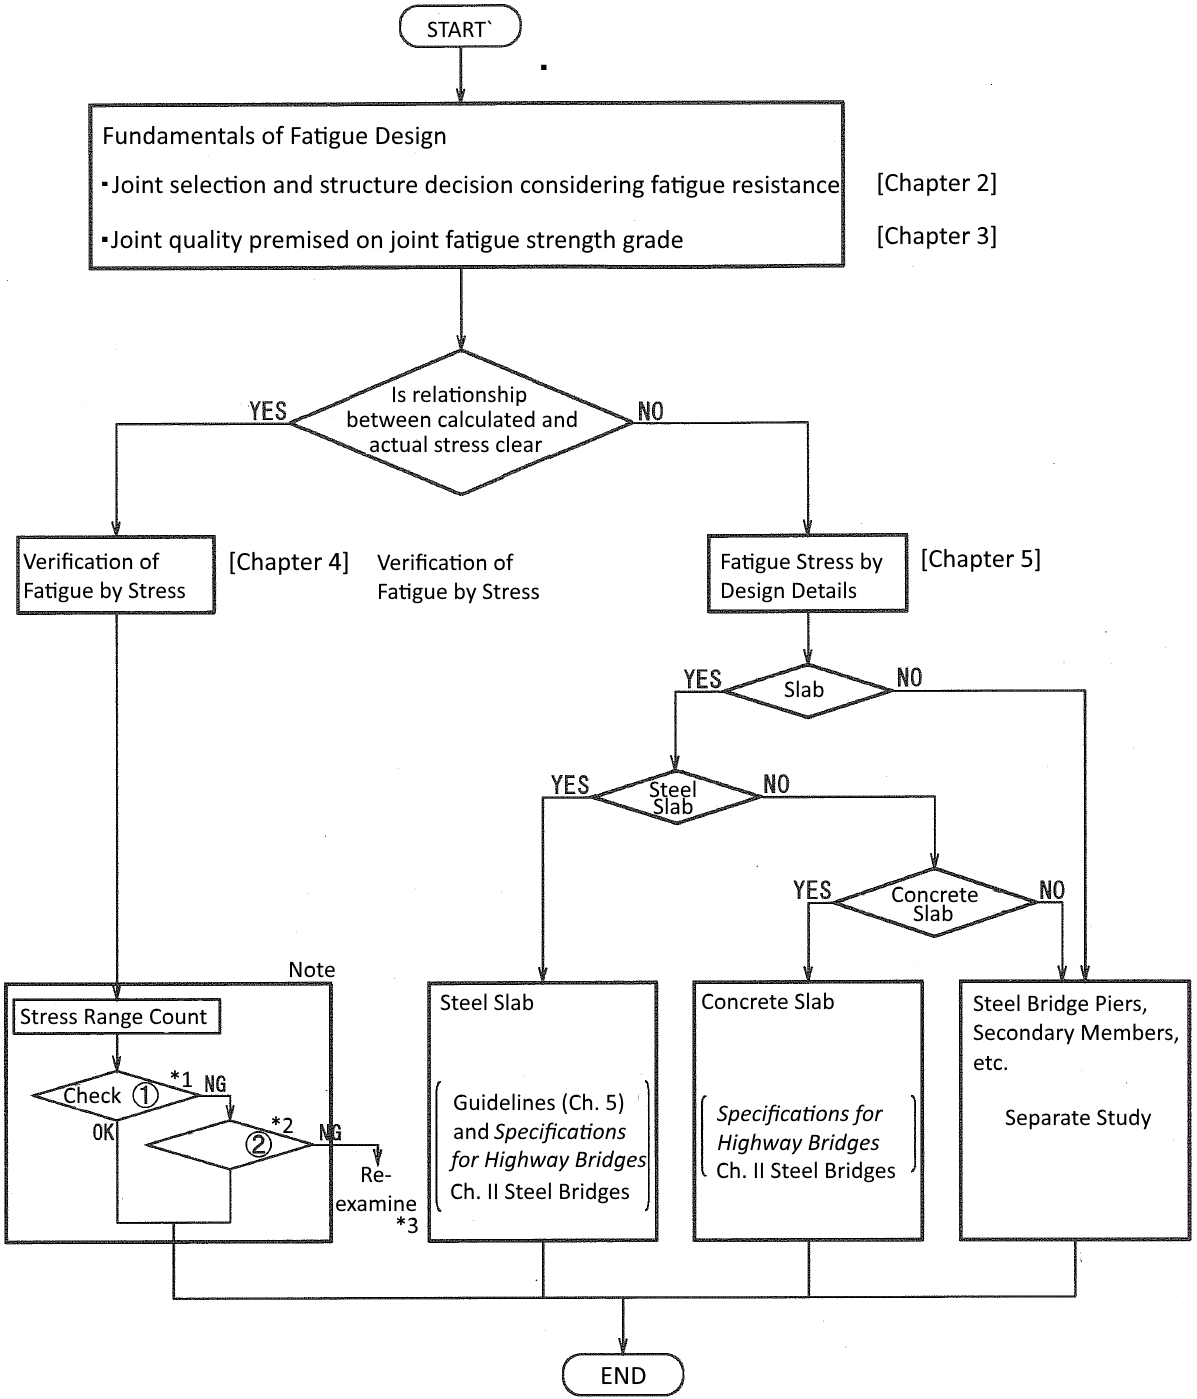 START`
Fundamentals of Fatigue Design
▪Joint selection and structure decision considering fatigue resistance
[Chapter 2]
▪Joint quality premised on joint fatigue strength grade
[Chapter 3]
Is relationship
between calculated and
actual stress clear
YES
NO
Verification of
Fatigue by Stress
[Chapter 4]
Verification of
Fatigue by Stress
Fatigue Stress by
Design Details
[Chapter 5]
Slab
YES
NO
Steel
Slab
YES
NO
Concrete
Slab
YES
NO
Note
Stress Range Count
Check ①
*1
NG
OK
②
*2
NG
Re-
examine
*3
Steel Slab
Guidelines (Ch. 5)
and Specifications
for Highway Bridges
Ch. II Steel Bridges
Concrete Slab
Specifications for
Highway Bridges
Ch. II Steel Bridges
Steel Bridge Piers,
Secondary Members,
etc.
Separate Study
END